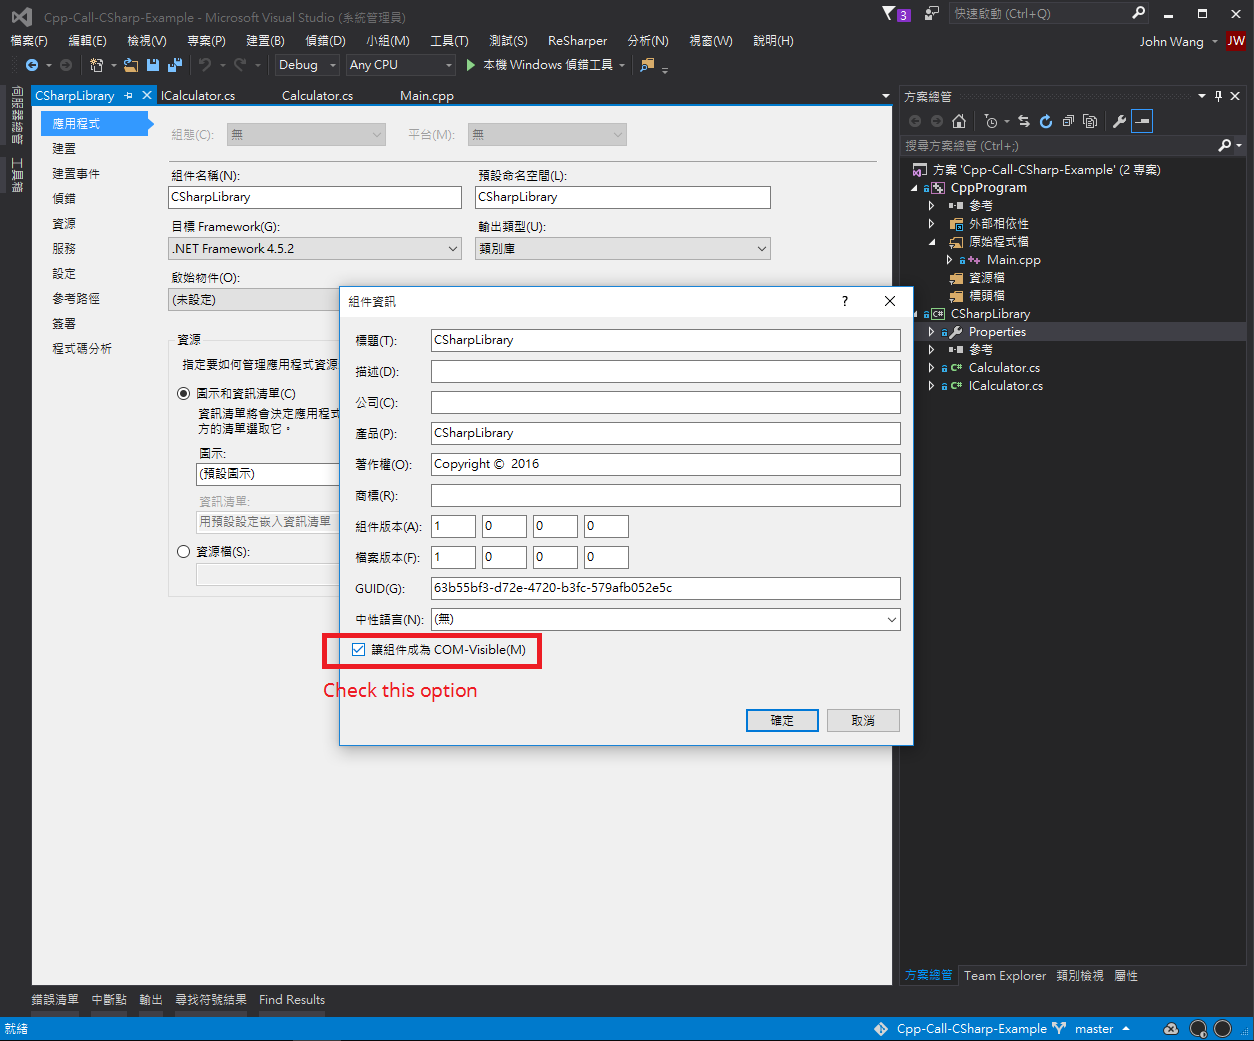 Cpp-Call-CSharp-Example - Microsoft Visual Studio (系統管理員)
3
快速啟動 (Ctrl+Q)
檔案(F) 編輯(E) 檢視(V) 專案(P) 建置(B) 偵錯(D) 小組(M) 工具(T) 測試(S) ReSharper 分析(N) 視窗(W) 說明(H)
John Wang JW
Debug Any CPU 本機 Windows 偵錯工具
伺服器總管
工具箱
CSharpLibrary ICalculator.cs Calculator.cs Main.cpp
應用程式
建置
建置事件
偵錯
資源
服務
設定
參考路徑
簽署
程式碼分析
組態(C): 無 平台(M): 無
組件名稱(N): 預設命名空間(L):
CSharpLibrary CSharpLibrary
目標 Framework(G): 輸出類型(U):
.NET Framework 4.5.2 類別庫
啟始物件(O):
(未設定)
資源
指定要如何管理應用程式資源
圖示和資訊清單(C)
資訊清單將會決定應用程式
方的清單選取它。
圖示:
(預設圖示)
資訊清單:
用預設設定嵌入資訊清單
資源檔(S):
組件資訊 ?
標題(T): CSharpLibrary
描述(D):
公司(C):
產品(P): CSharpLibrary
著作權(O): Copyright © 2016
商標(R):
組件版本(A): 1 0 0 0
檔案版本(F): 1 0 0 0
GUID(G): 63b55bf3-d72e-4720-b3fc-579afb052e5c
中性語言(N): (無)
讓組件成為 COM-Visible(M)
Check this option
確定 取消
方案總管
搜尋方案總管 (Ctrl+;)
方案 'Cpp-Call-CSharp-Example' (2 專案)
CppProgram
參考
外部相依性
原始程式檔
Main.cpp
資源檔
標頭檔
C# CSharpLibrary
Properties
參考
C# Calculator.cs
C# ICalculator.cs
方案總管 Team Explorer 類別檢視 屬性
錯誤清單 中斷點 輸出 尋找符號結果 Find Results
就緒
Cpp-Call-CSharp-Example master